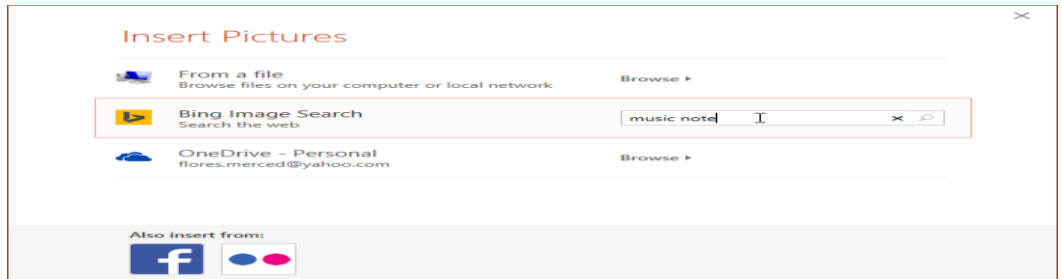 Insert Pictures
From a file
Browse files on your computer or local network
Browse
Bing Image Search
Search the web
music note
OneDrive - Personal
flores.merced@yahoo.com
Browse
Also insert from: